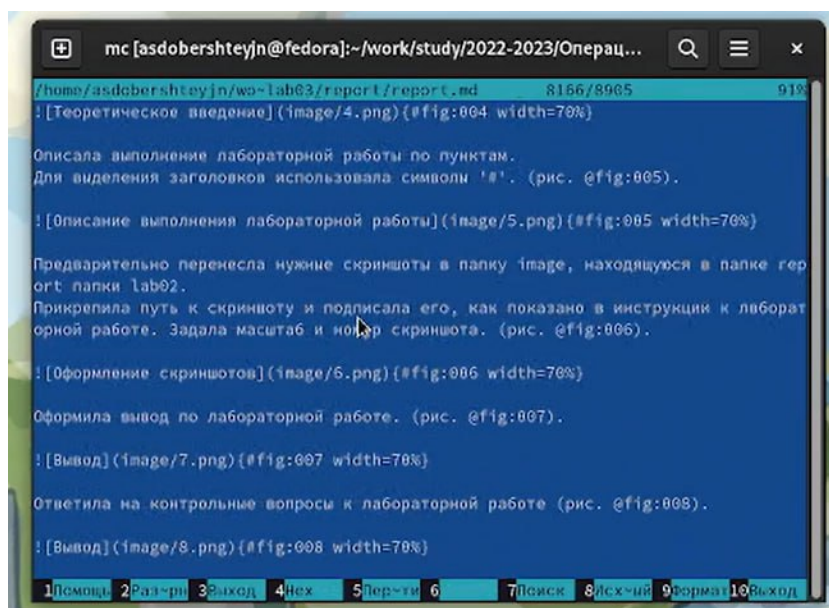 mc [asdobershteyjn@fedora]:~/work/study/2022-2023/Операц...
/home/asdobershteyjn/wo~lab03/report/report.md 8166/8905 91%
![Теоретическое введение](image/4.png){#fig:004 width=70%}
Описала выполнение лабораторной работы по пунктам.
Для выделения заголовков использовала символы '#'. (рис. @fig:005).
![Описание выполнения лабораторной работы](image/5.png){#fig:005 width=70%}
Предварительно перенесла нужные скриншоты в папку image, находящуюся в папке rep
ort папки lab02.
Прикрепила путь к скриншоту и подписала его, как показано в инструкции к лаборат
орной работе. Задала масштаб и номер скриншота. (рис. @fig:006).
![Оформление скриншотов](image/6.png){#fig:006 width=70%}
Оформила вывод по лабораторной работе. (рис. @fig:007).
![Вывод](image/7.png){#fig:007 width=70%}
Ответила на контрольные вопросы к лабораторной работе (рис. @fig:008).
![Вывод](image/8.png){#fig:008 width=70%}
1Помощь 2Раз~рн 3Выход 4Hex 5Пер~ти 6 7Поиск 8Исх~ый 9Формат 10Выход